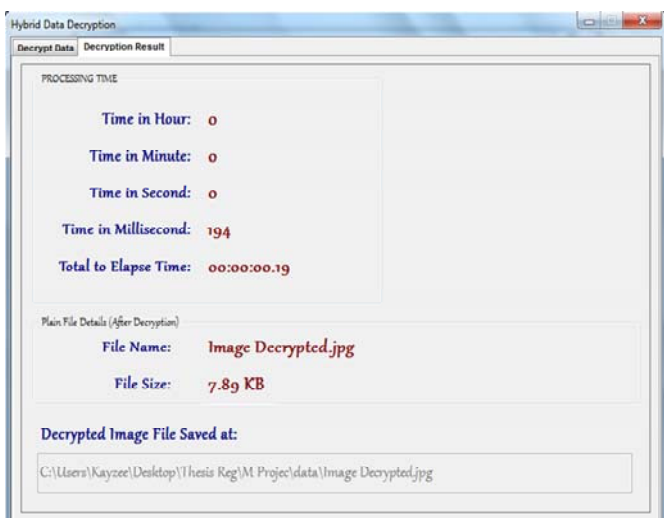 Hybrid Data Decryption
Decrypt Data Decryption Result
PROCESSING TIME
Time in Hour: 0
Time in Minute: 0
Time in Second: 0
Time in Millisecond: 194
Total to Elapse Time: 00:00:00.19
Plain File Details (After Decryption)
File Name: Image Decrypted.jpg
File Size: 7.89 KB
Decrypted Image File Saved at:
C:\Users\Kayzee\Desktop\Thesis Reg\M Projec\data\Image Decrypted.jpg